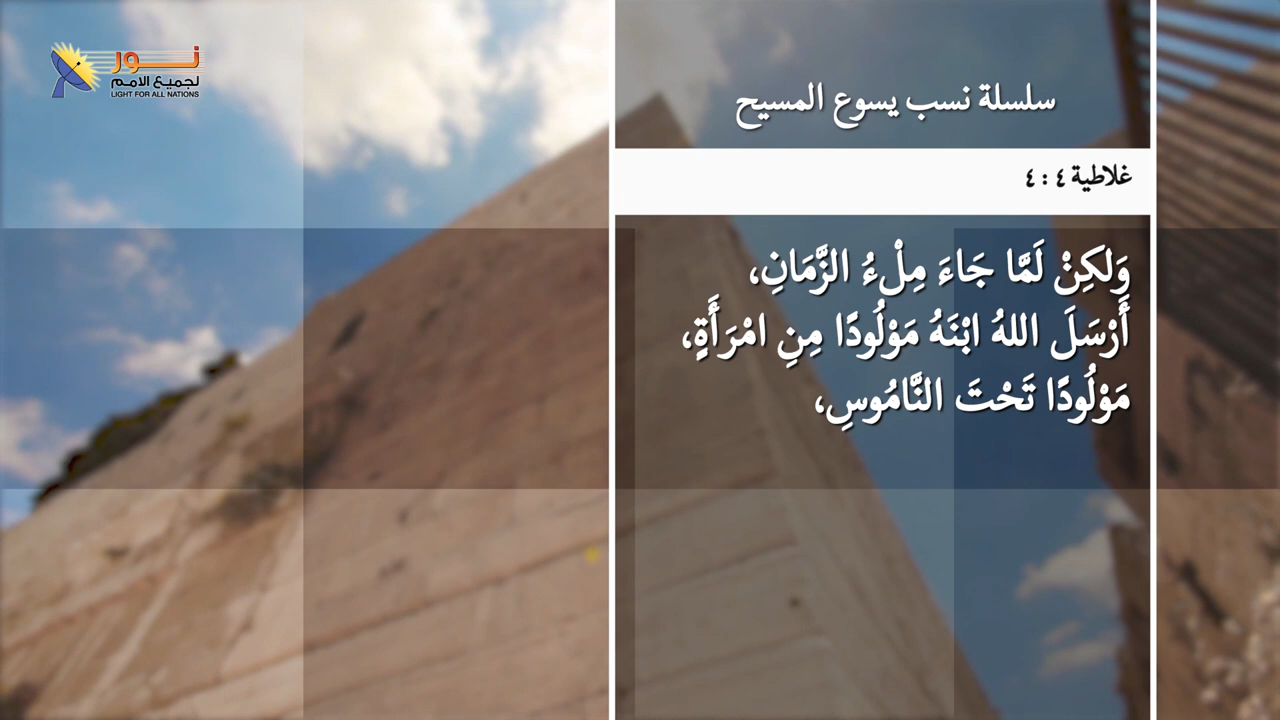 نور
لجميع الامم
LIGHT FOR ALL NATIONS
سلسلة نسب يسوع المسيح
غلاطية ٤ : ٤
وَلكِنْ لَمَّا جَاءَ مِلْءُ الزَّمَانِ،
أَرْسَلَ اللهُ ابْنَهُ مَوْلُودًا مِنِ امْرَأَةٍ،
مَوْلُودًا تَحْتَ النَّامُوسِ،